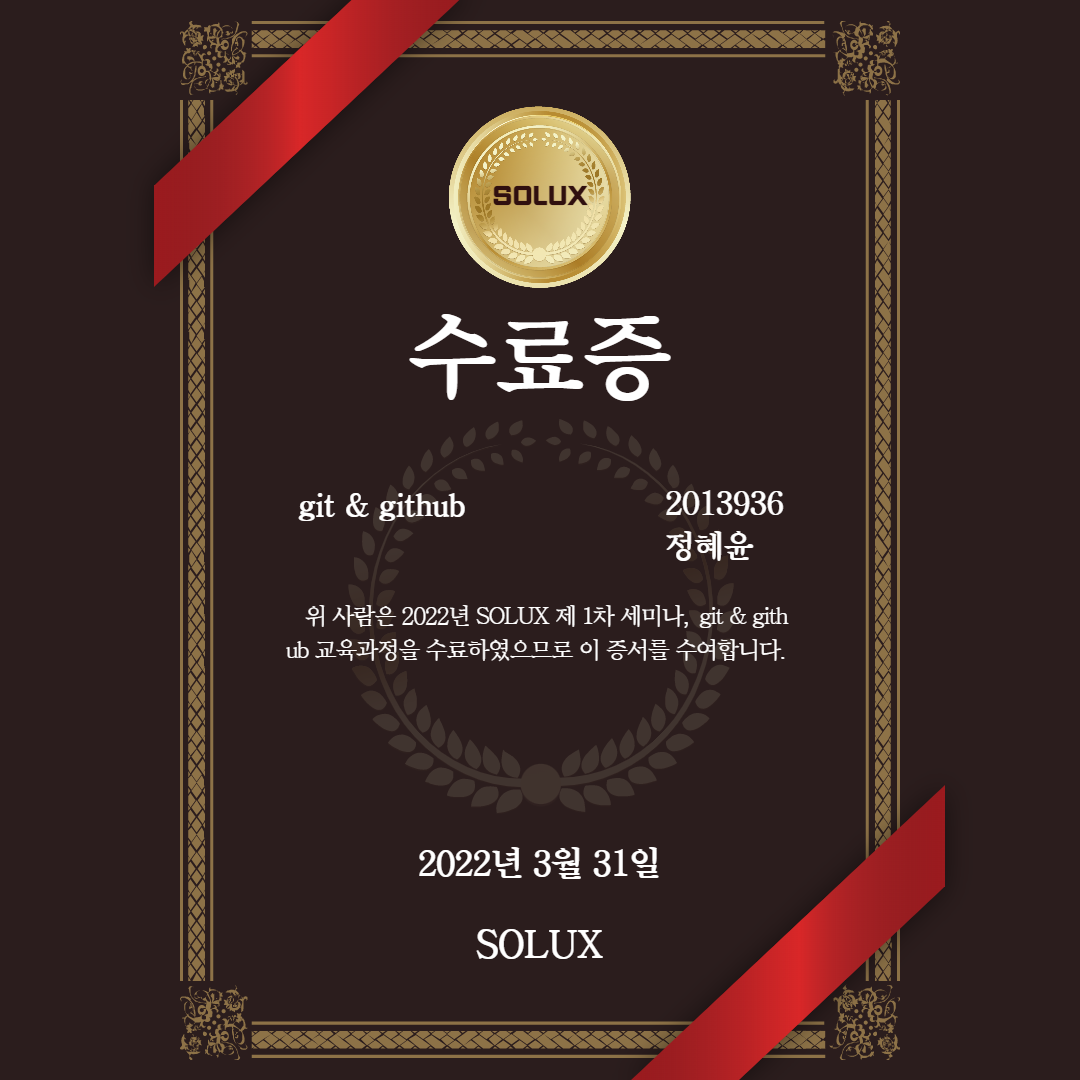 SOLUX
수료증
git & github
2013936
정혜윤
위 사람은 2022년 SOLUX 제 1차 세미나, git & gith
ub 교육과정을 수료하였으므로 이 증서를 수여합니다.
2022년 3월 31일
SOLUX